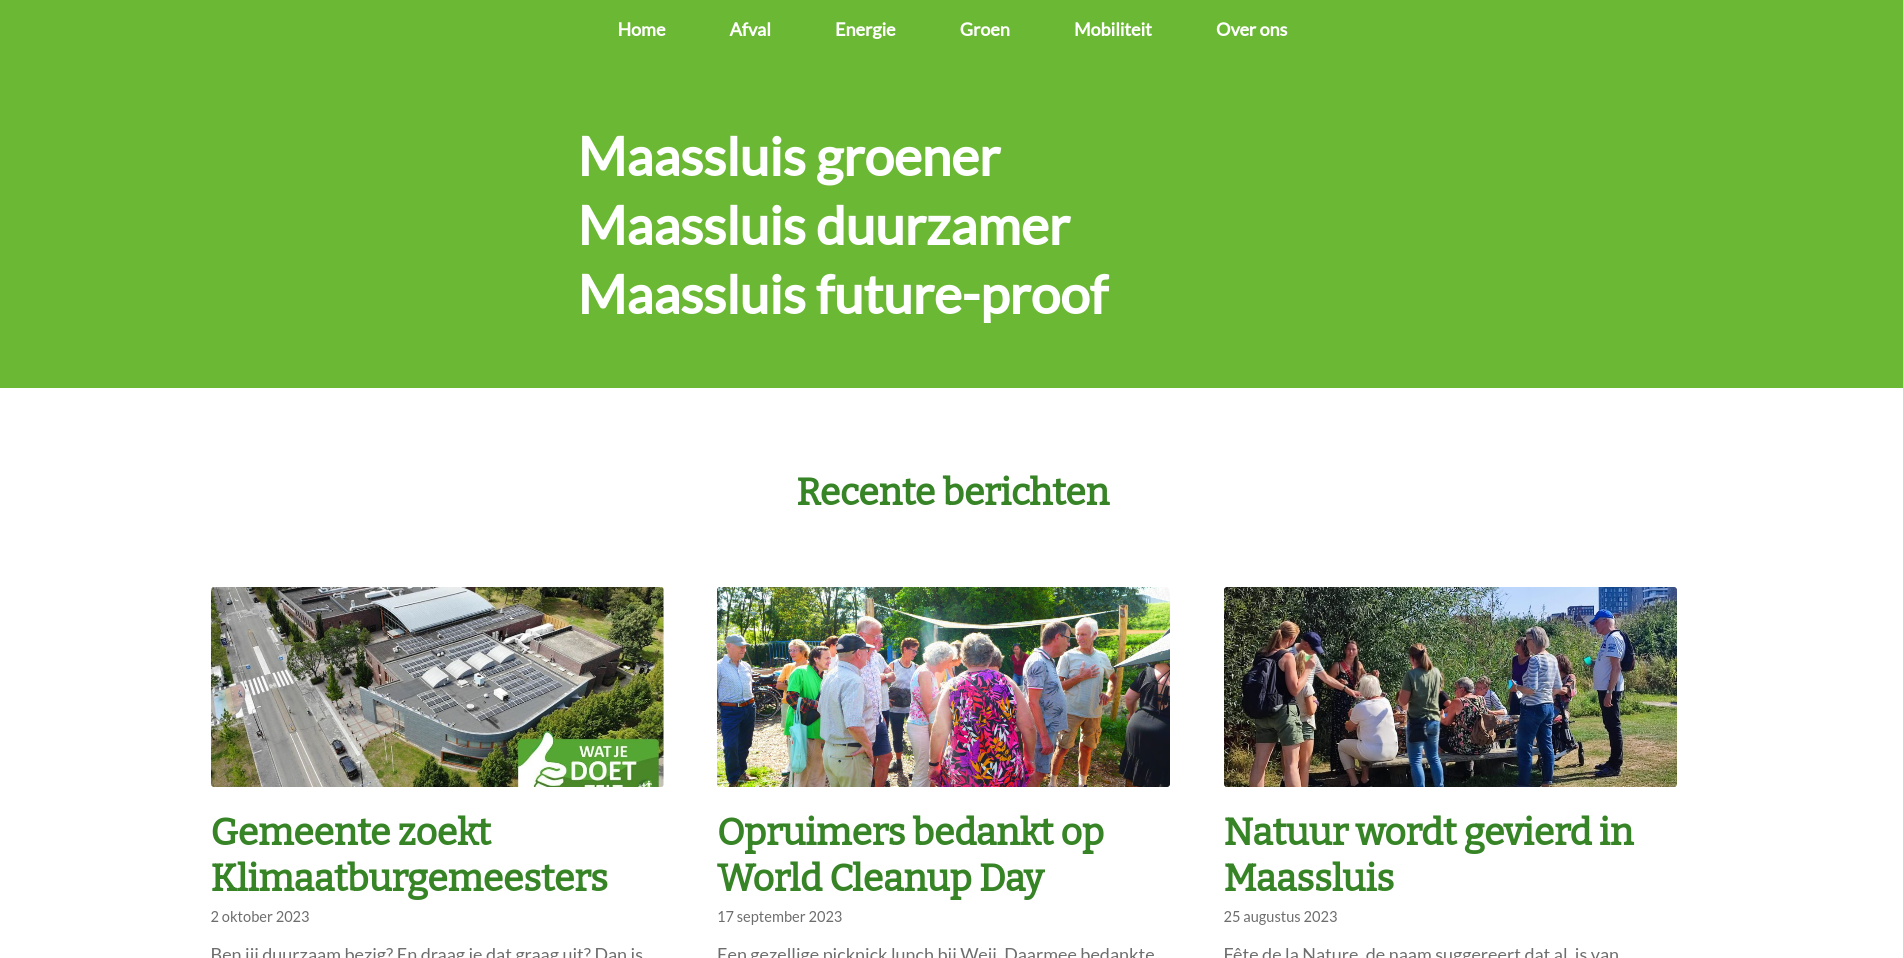 Home Afval Energie Groen Mobiliteit Over ons
Maassluis groener
Maassluis duurzamer
Maassluis future-proof
Recente berichten
WAT JE
DOET
Gemeente zoekt
Klimaatburgemeesters
2 oktober 2023
Ben jij duurzaam bezig? En draag je dat graag uit? Dan is
Opruimers bedankt op
World Cleanup Day
17 september 2023
Een gezellige picknick lunch bij Weij. Daarmee bedankte
Natuur wordt gevierd in
Maassluis
25 augustus 2023
Fête de la Nature, de naam suggereert dat al, is van